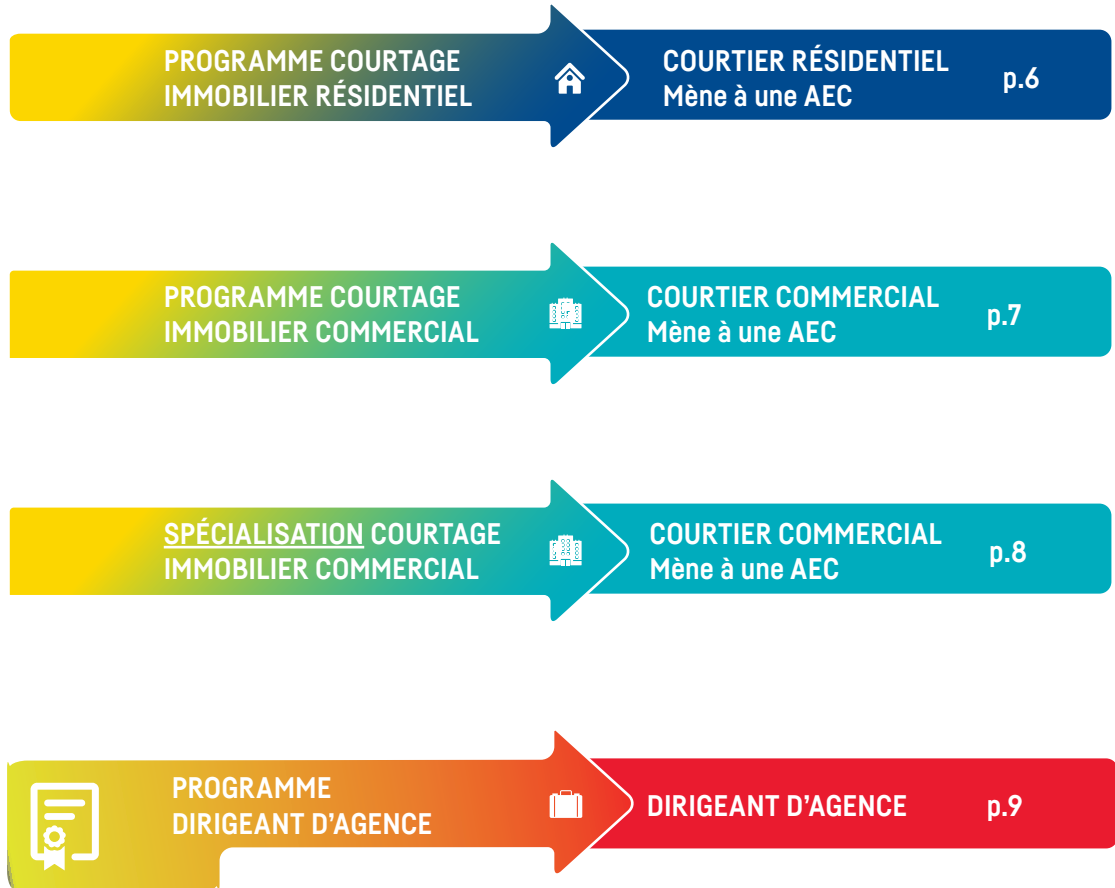 PROGRAMME COURTAGE
IMMOBILIER RÉSIDENTIEL
COURTIER RÉSIDENTIEL
Mène à une AEC
p.6
PROGRAMME COURTAGE
IMMOBILIER COMMERCIAL
COURTIER COMMERCIAL
Mène à une AEC
p.7
SPÉCIALISATION COURTAGE
IMMOBILIER COMMERCIAL
COURTIER COMMERCIAL
Mène à une AEC
p.8
PROGRAMME
DIRIGEANT D'AGENCE
DIRIGEANT D'AGENCE
p.9